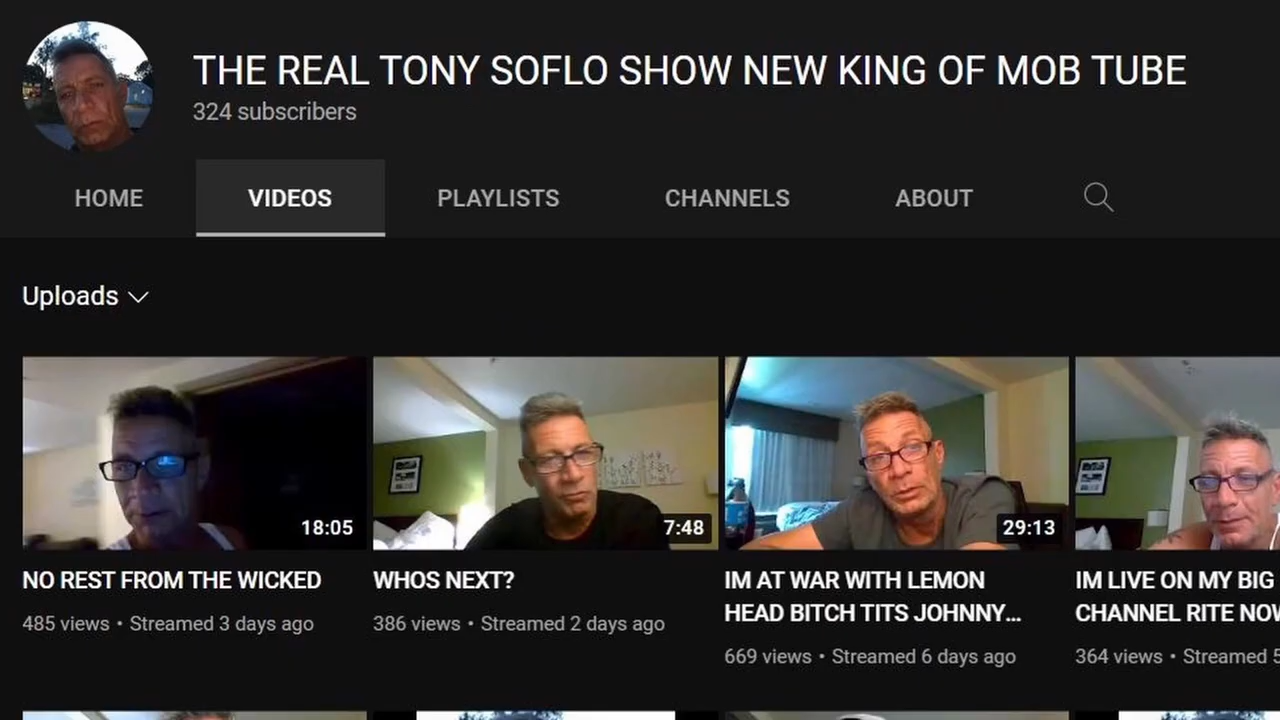 THE REAL TONY SOFLO SHOW NEW KING OF MOB TUBE
324 subscribers
HOME VIDEOS PLAYLISTS CHANNELS ABOUT
Uploads
18:05 7:48 29:13
NO REST FROM THE WICKED
485 views • Streamed 3 days ago
WHOS NEXT?
386 views • Streamed 2 days ago
IM AT WAR WITH LEMON
HEAD BITCH TITS JOHNNY...
669 views • Streamed 6 days ago
IM LIVE ON MY BIG
CHANNEL RITE NOW
364 views • Streamed 5